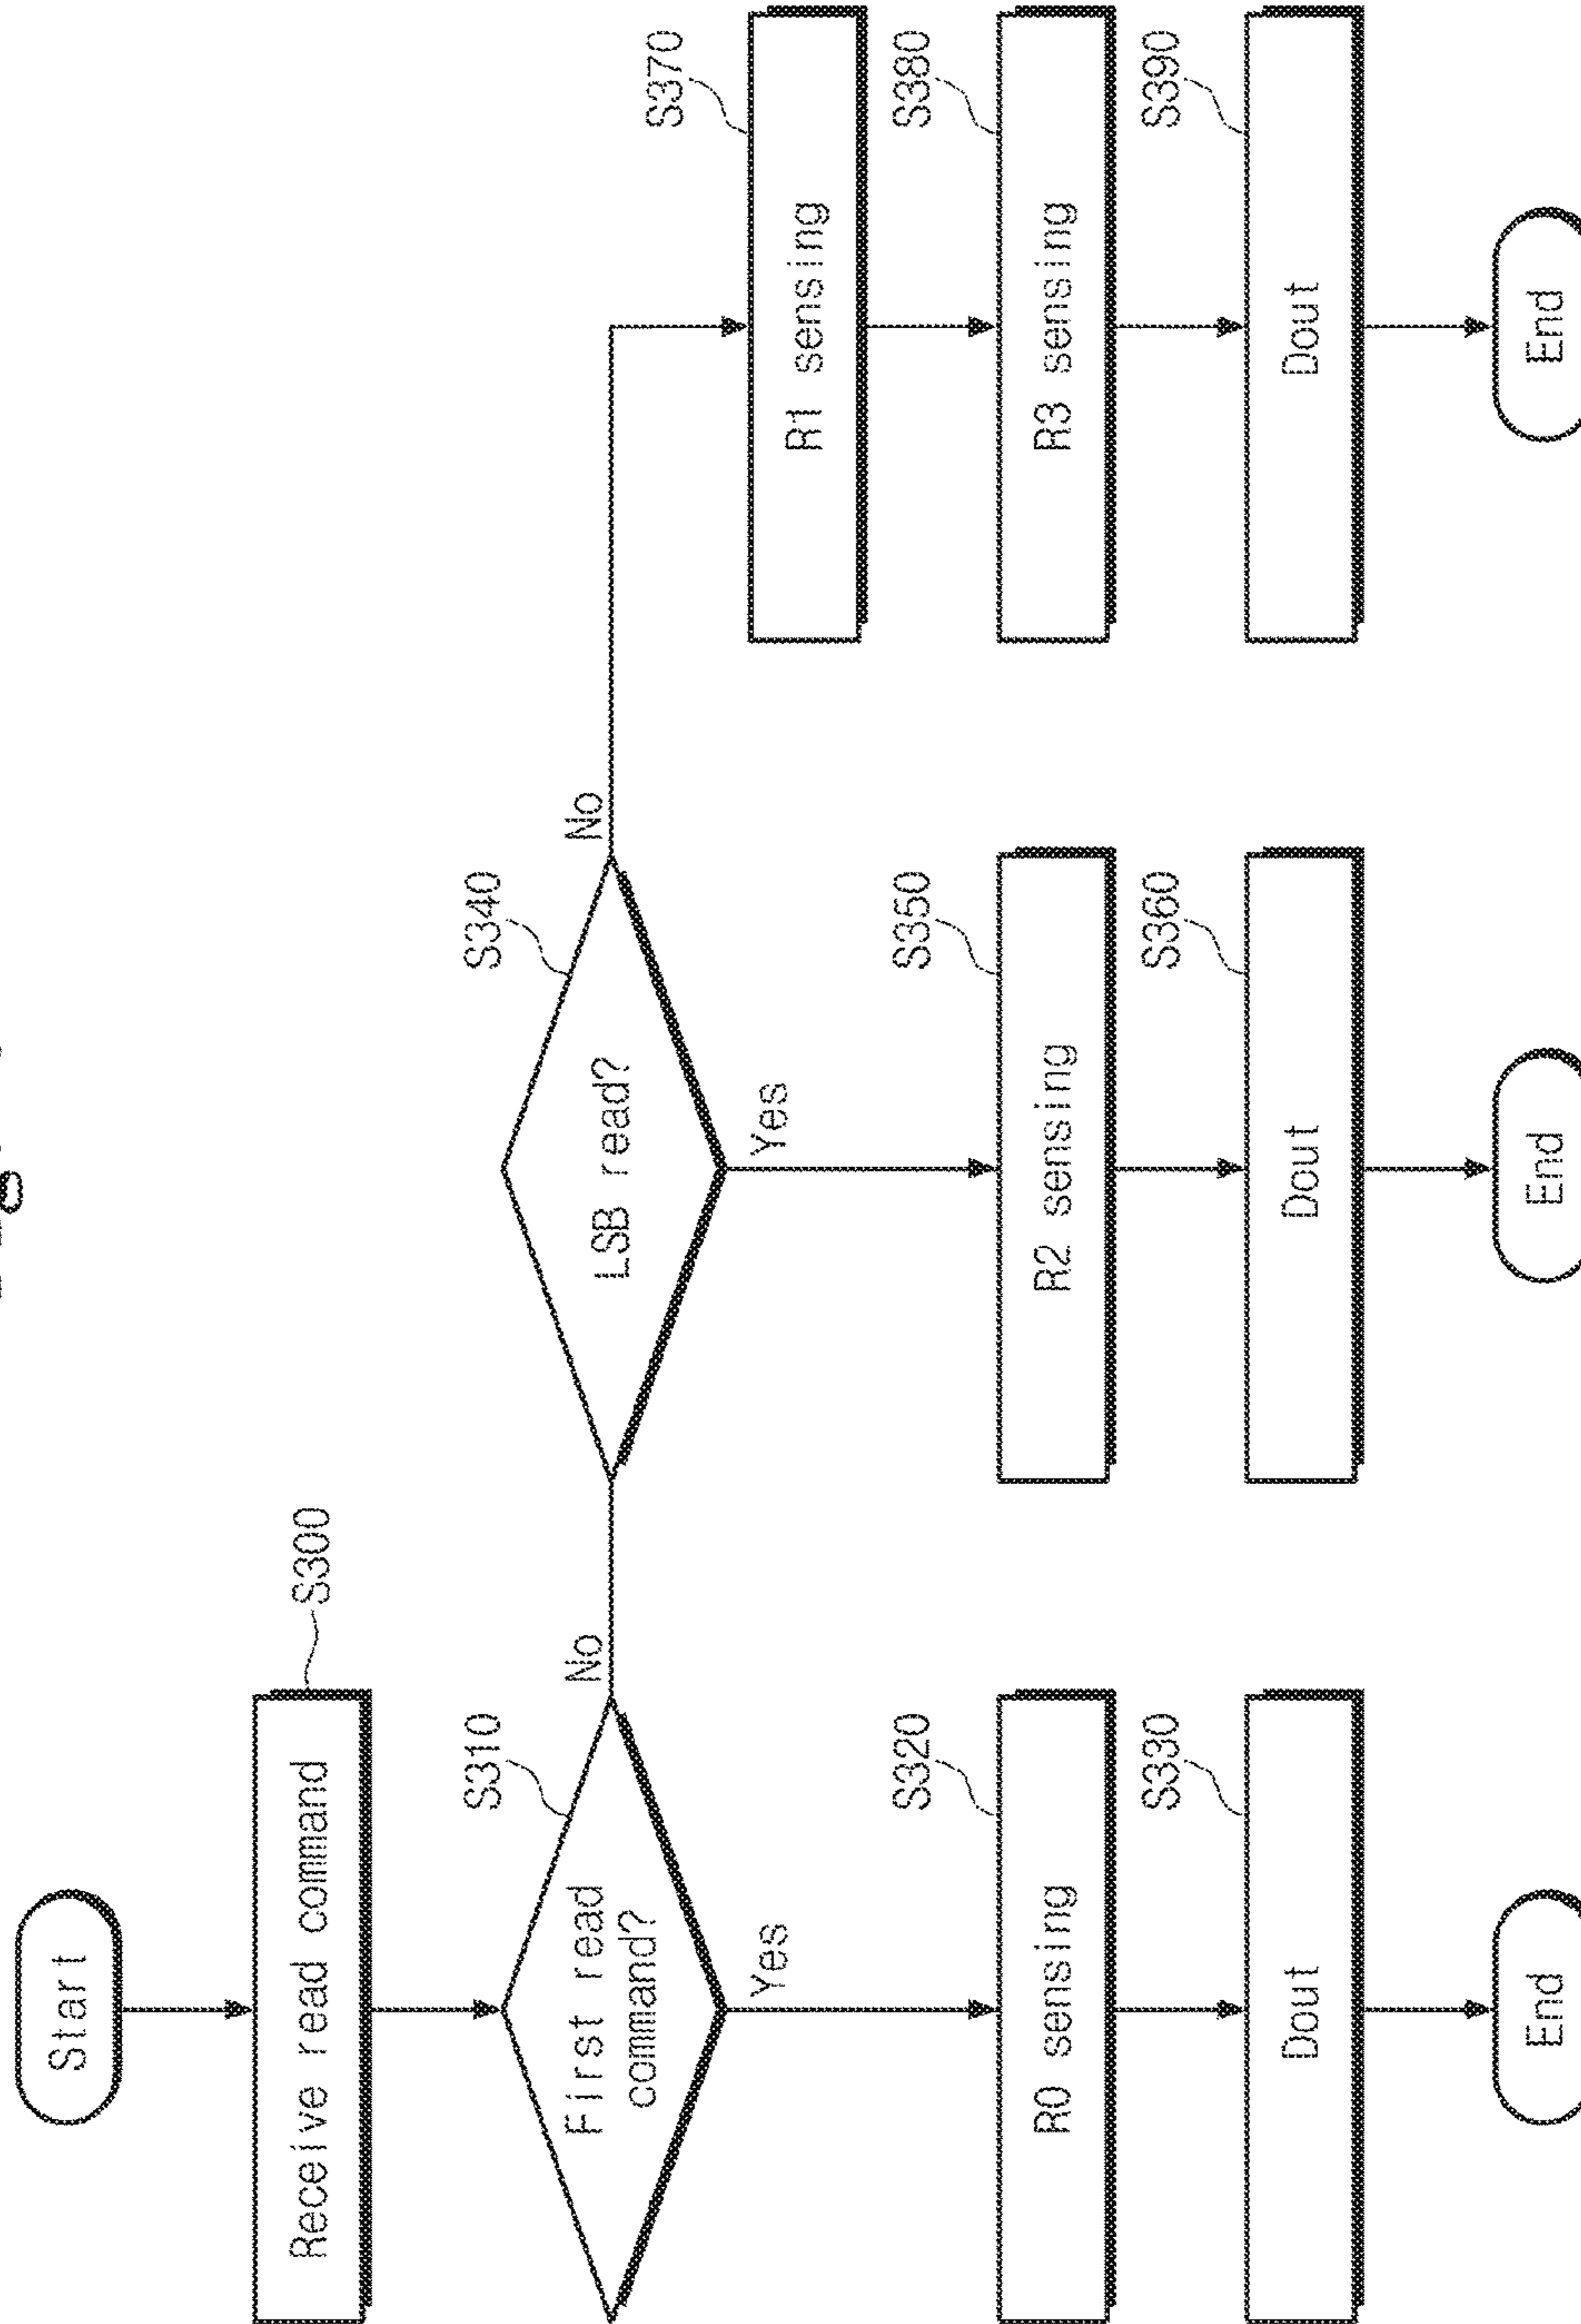 Start
Receive read command
S300
First read
command?
S310
No
Yes
LSB read?
S340
No
Yes
S370
R1 sensing
R0 sensing
S320
R2 sensing
S350
R3 sensing
S380
Dout
S330
Dout
S360
Dout
S390
End
End
End